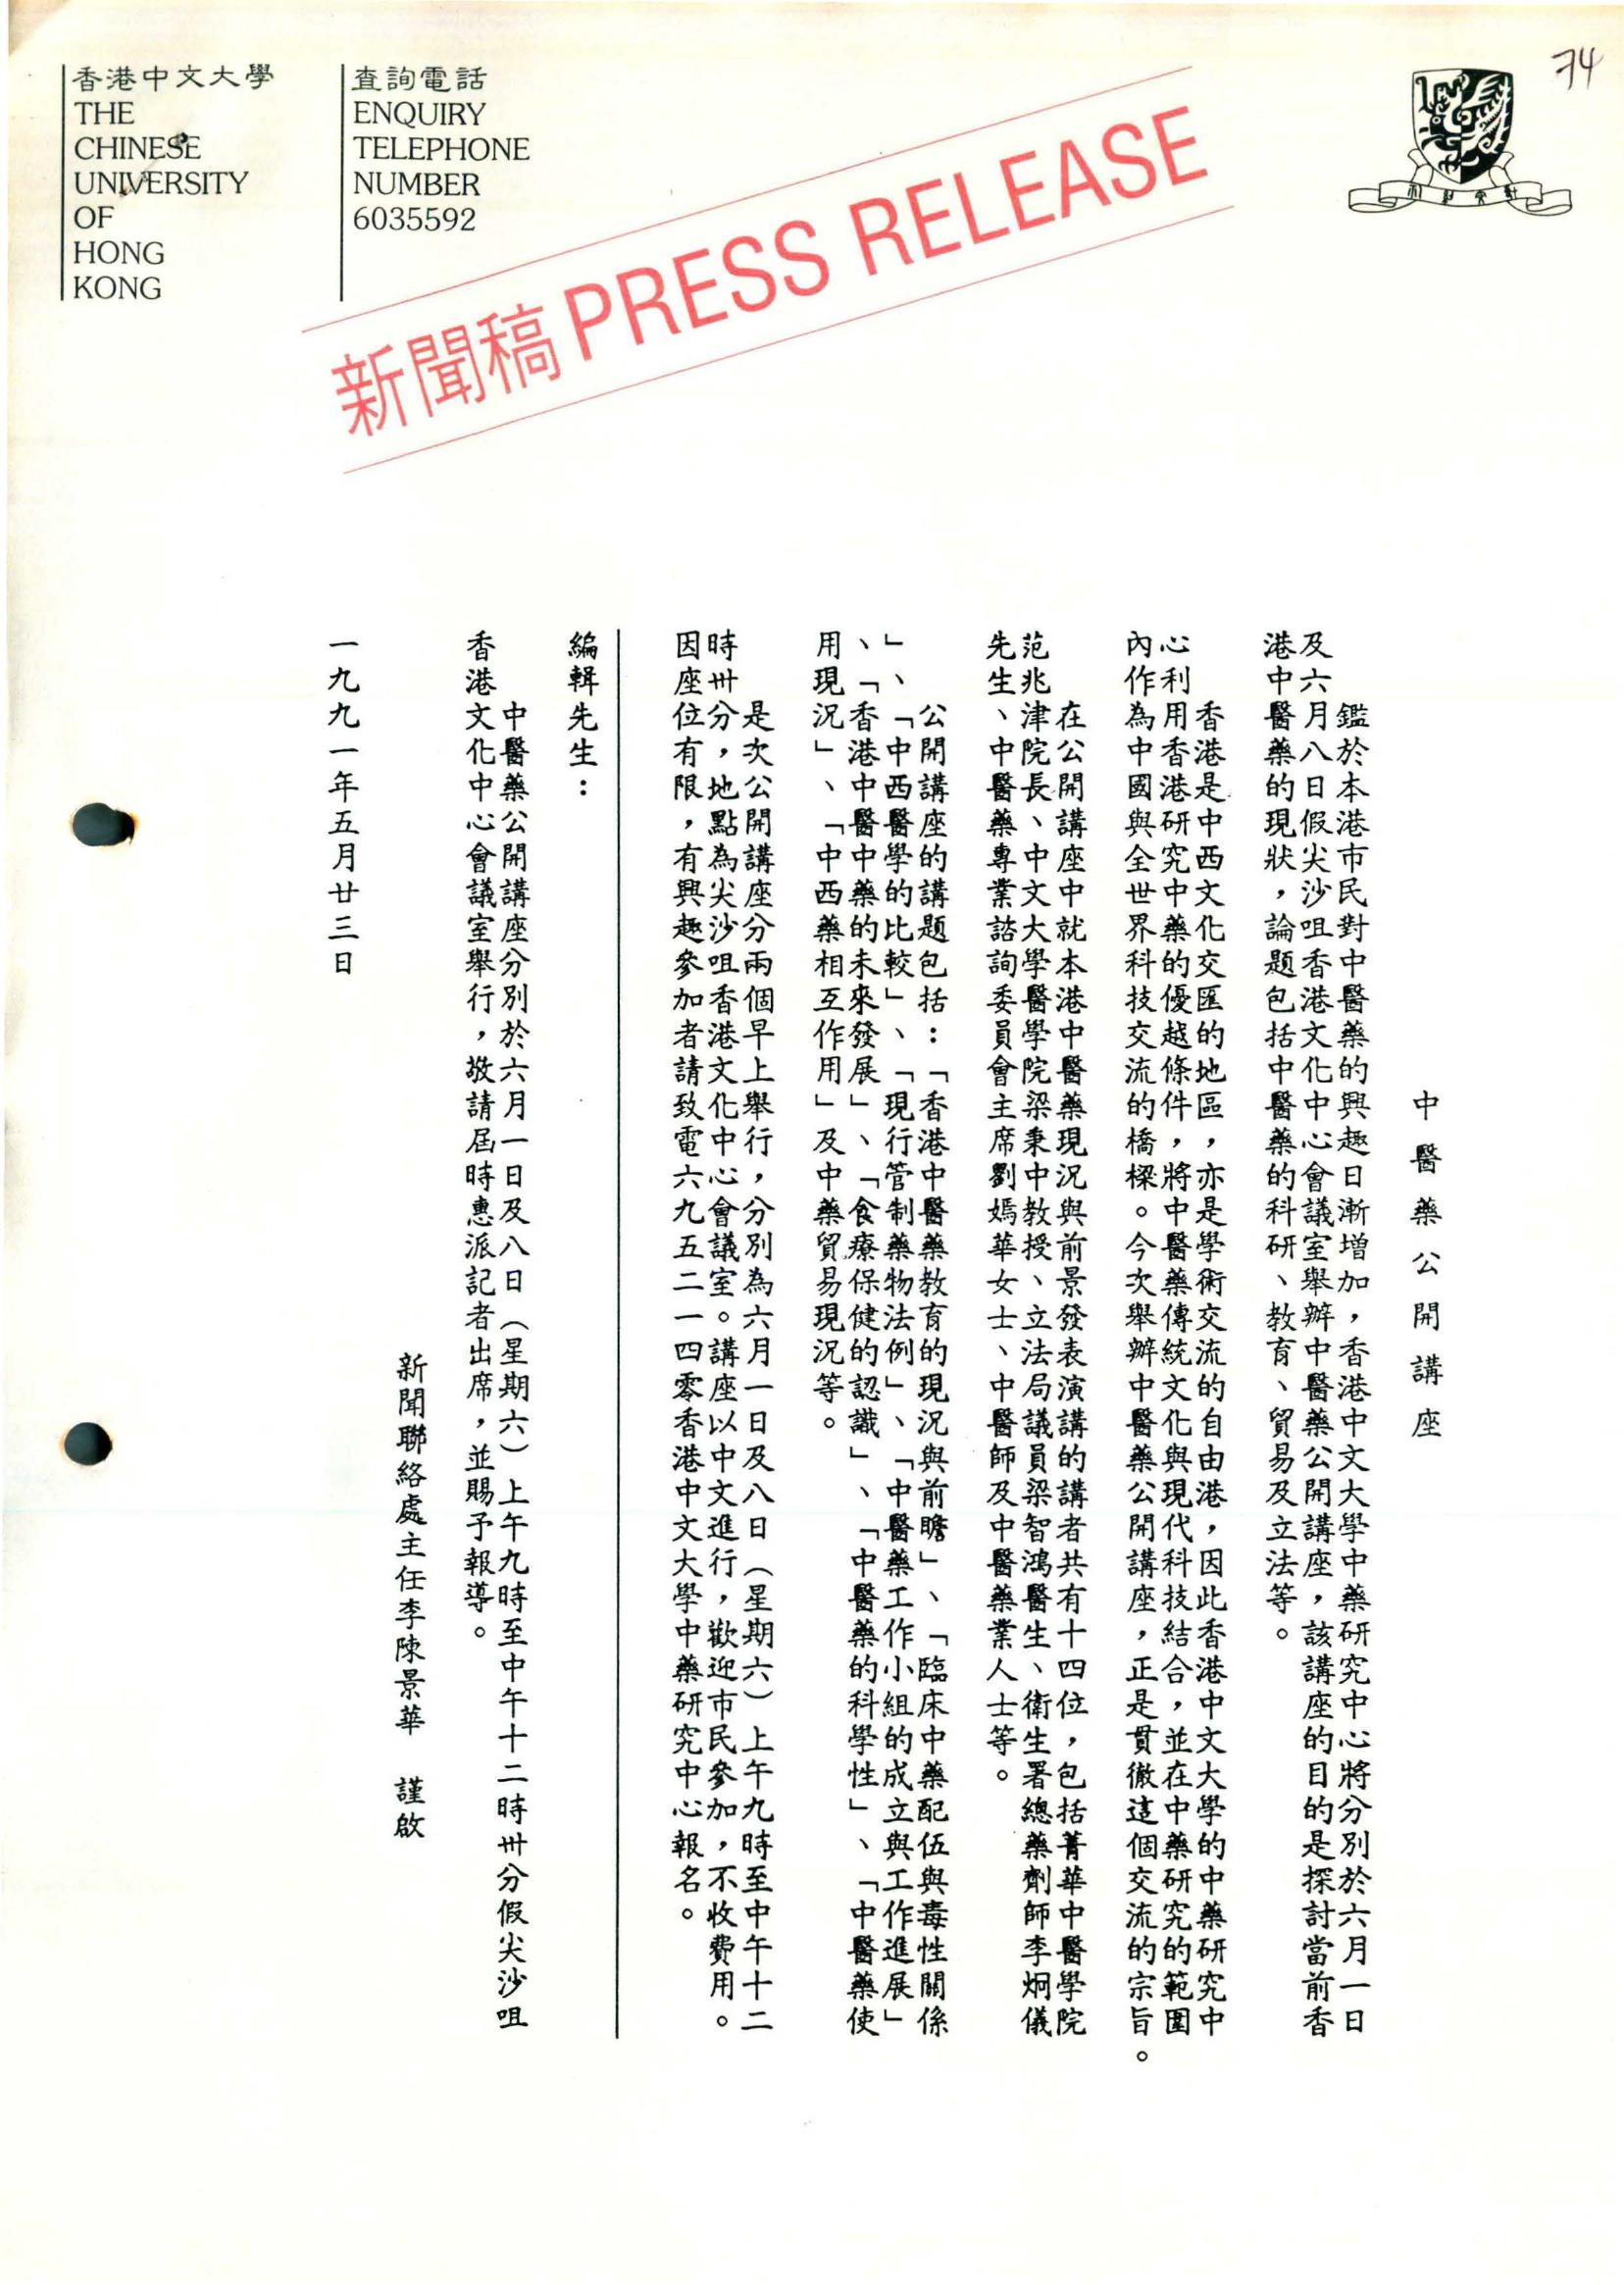 74
香港中文大學
THE
CHINESE
UNIVERSITY
OF
HONG
KONG
查詢電話
ENQUIRY
TELEPHONE
NUMBER
6035592
新聞稿 PRESS RELEASE
中醫藥公開講座
鑑於本港市民對中醫藥的興趣日漸增加，香港中文大學中藥研究中心將分別於六月一日
及六月八日假尖沙咀香港文化中心會議室舉辦中醫藥公開講座，該講座的目的是探討當前香
港中醫藥的現狀，論題包括中醫藥的科研、教育、貿易及立法等。
香港是中西文化交匯的地區，亦是學術交流的自由港，因此香港中文大學的中藥研究中
心利用香港研究中藥的優越條件，將中醫藥傳統文化與現代科技結合，並在中藥研究的範圍
內作為中國與全世界科技交流的橋樑。今次舉辦中醫藥公開講座，正是貫徹這個交流的宗旨。
在公開講座中就本港中醫藥現況與前景發表演講的講者共有十四位，包括菁華中醫學院
范兆津院長、中文大學醫學院梁秉中教授、立法局議員梁智鴻醫生、衛生署總藥劑師李炯儀
先生、中醫藥專業諮詢委員會主席劉嫣華女士、中醫師及中醫藥業人士等。
公開講座的講題包括：「香港中醫藥教育的現況與前瞻」、「臨床中藥配伍與毒性關係
」、「中西醫學的比較」、「現行管制藥物法例」、「中醫藥工作小組的成立與工作進展」
、「香港中醫中藥的未來發展」、「食療保健的認識」、「中醫藥的科學性」、「中醫藥使
用現況」、「中西藥相互作用」及中藥貿易現況等。
是次公開講座分兩個早上舉行，分別為六月一日及八日（星期六）上午九時至中午十二
時卅分，地點為尖沙咀香港文化中心會議室。講座以中文進行，歡迎市民參加，不收費用。
因座位有限，有興趣參加者請致電六九五二一四零香港中文大學中藥研究中心報名。
編輯先生：
中醫藥公開講座分別於六月一日及八日（星期六）上午九時至中午十二時卅分假尖沙咀
香港文化中心會議室舉行，敬請屆時惠派記者出席，並賜予報導。
新聞聯絡處主任李陳景華　謹啟
一九九一年五月廿三日